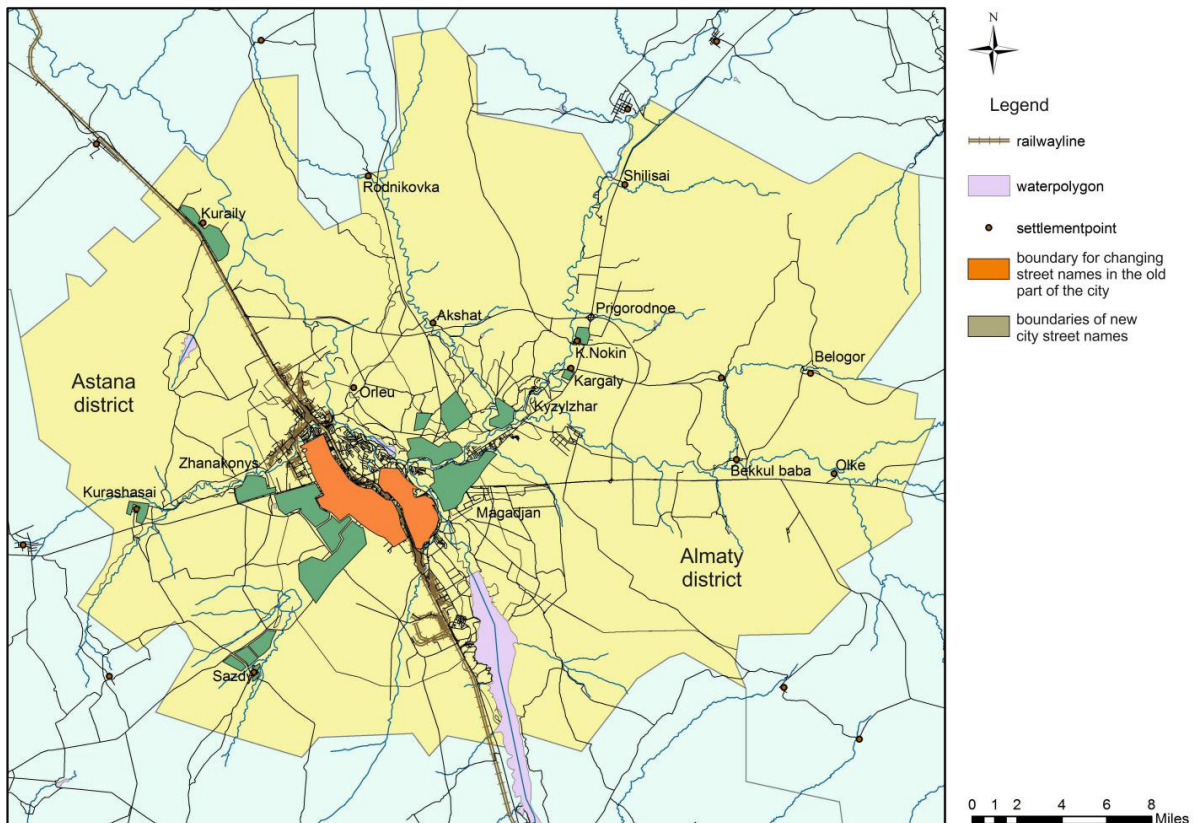 N
Legend
railwayline
waterpolygon
settlementpoint
boundary for changing
street names in the old
part of the city
boundaries of new
city street names
Rodnikovka
Shilisai
Kuraily
Prigorodnoe
Akshat
K.Nokin
Belogor
Kargaly
Astana
district
Orleu
Kyzylzhar
Zhanakonys
Bekkul baba
Olke
Kurashasai
Magadjan
Almaty
district
Sazdy
0 1 2 4 6 8
Miles